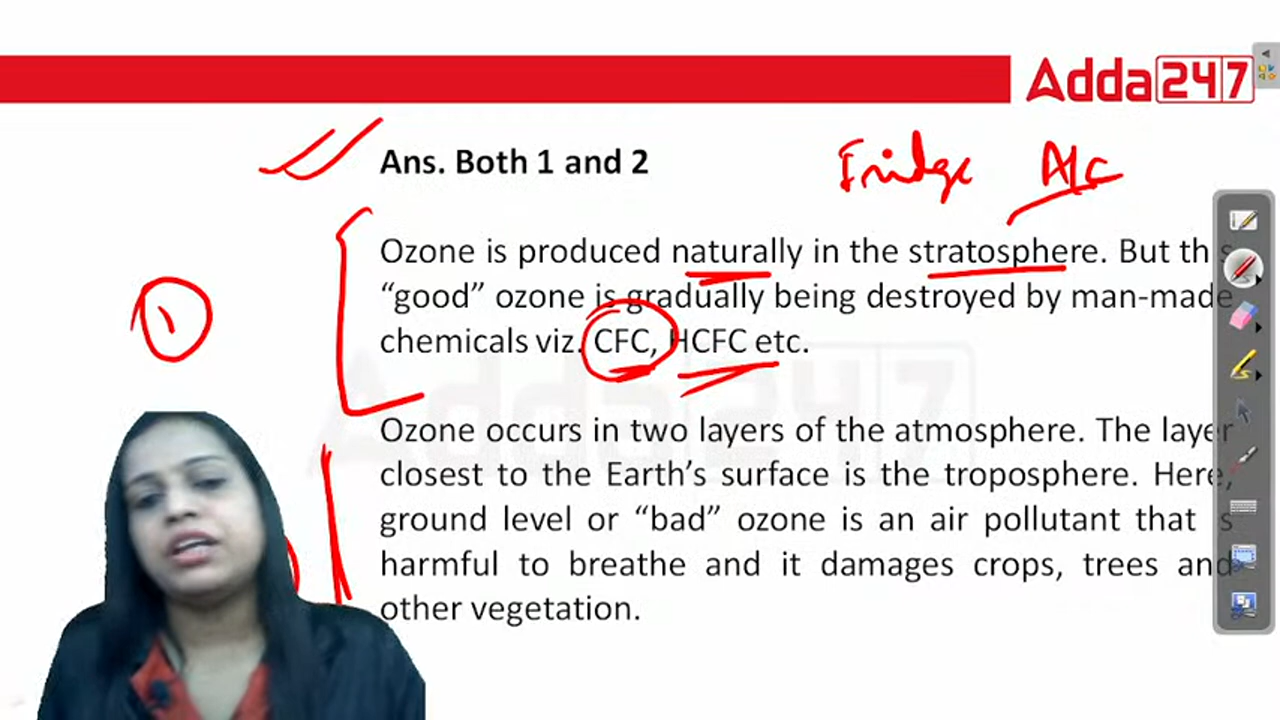 Adda247
Ans. Both 1 and 2
Fridge A/c
Ozone is produced naturally in the stratosphere. But this
“good” ozone is gradually being destroyed by man-made
chemicals viz. CFC, HCFC etc.
1
Ozone occurs in two layers of the atmosphere. The layer
closest to the Earth’s surface is the troposphere. Here,
ground level or “bad” ozone is an air pollutant that is
harmful to breathe and it damages crops, trees and
other vegetation.